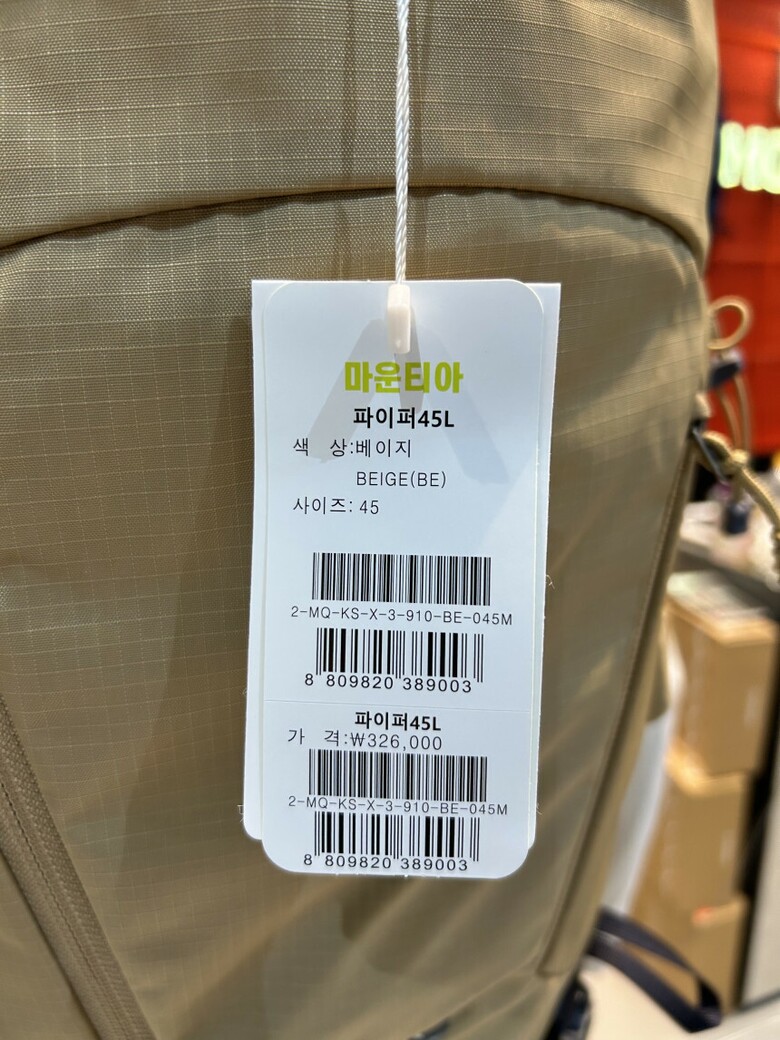 마운티아
파이퍼45L
색 상:베이지
BEIGE(BE)
사이즈: 45
2-MQ-KS-X-3-910-BE-045M
8 809820 389003
파이퍼45L
가 격:₩326,000
2-MQ-KS-X-3-910-BE-045M
8 809820 389003